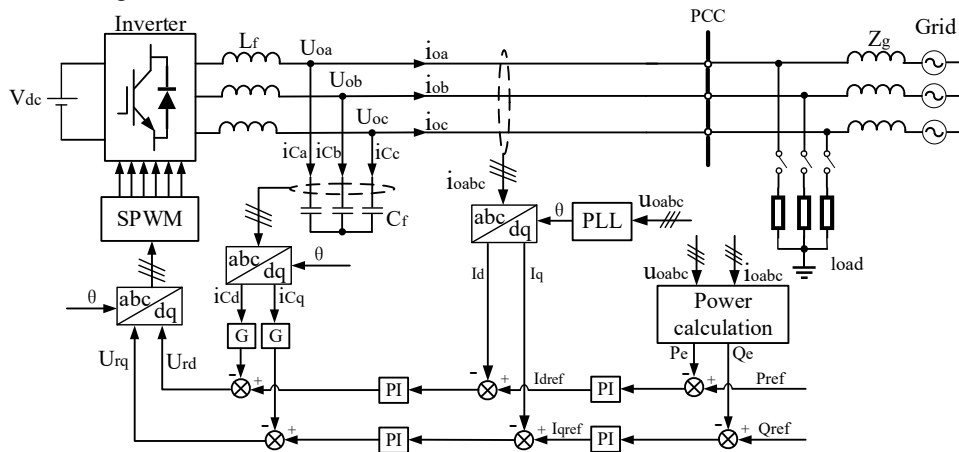 Inverter
PCC
Grid
Lf
Zg
Uoa
ioa
Uob
iob
Vdc
Uoc
ioc
iCa
iCb
iCc
ioabc
uoabc
SPWM
Cf
abc
dq
θ
PLL
load
abc
dq
θ
Id
Iq
uoabc
ioabc
θ
abc
dq
iCd
iCq
Power
calculation
G
G
Pe
Qe
Urq
Urd
-
+
PI
-
+
Idref
PI
-
+
Pref
-
+
PI
-
+
Iqref
PI
-
+
Qref